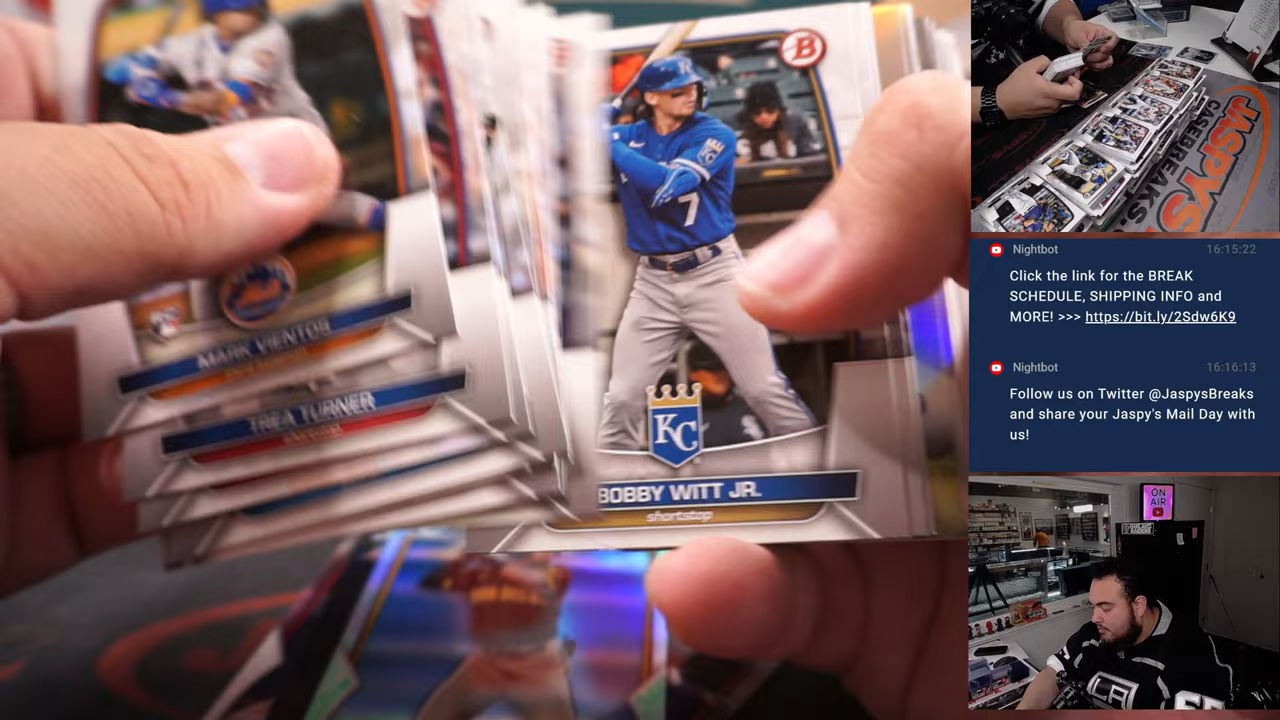 B
7
MARK VIENTOS
TREA TURNER
KC
BOBBY WITT JR.
shortstop
JASPYS
CASEBREAKS.
Nightbot 16:15:22
Click the link for the BREAK
SCHEDULE, SHIPPING INFO and
MORE! >>> https://bit.ly/2Sdw6K9
Nightbot 16:16:13
Follow us on Twitter @JaspysBreaks
and share your Jaspy's Mail Day with
us!
ON
AIR
LA